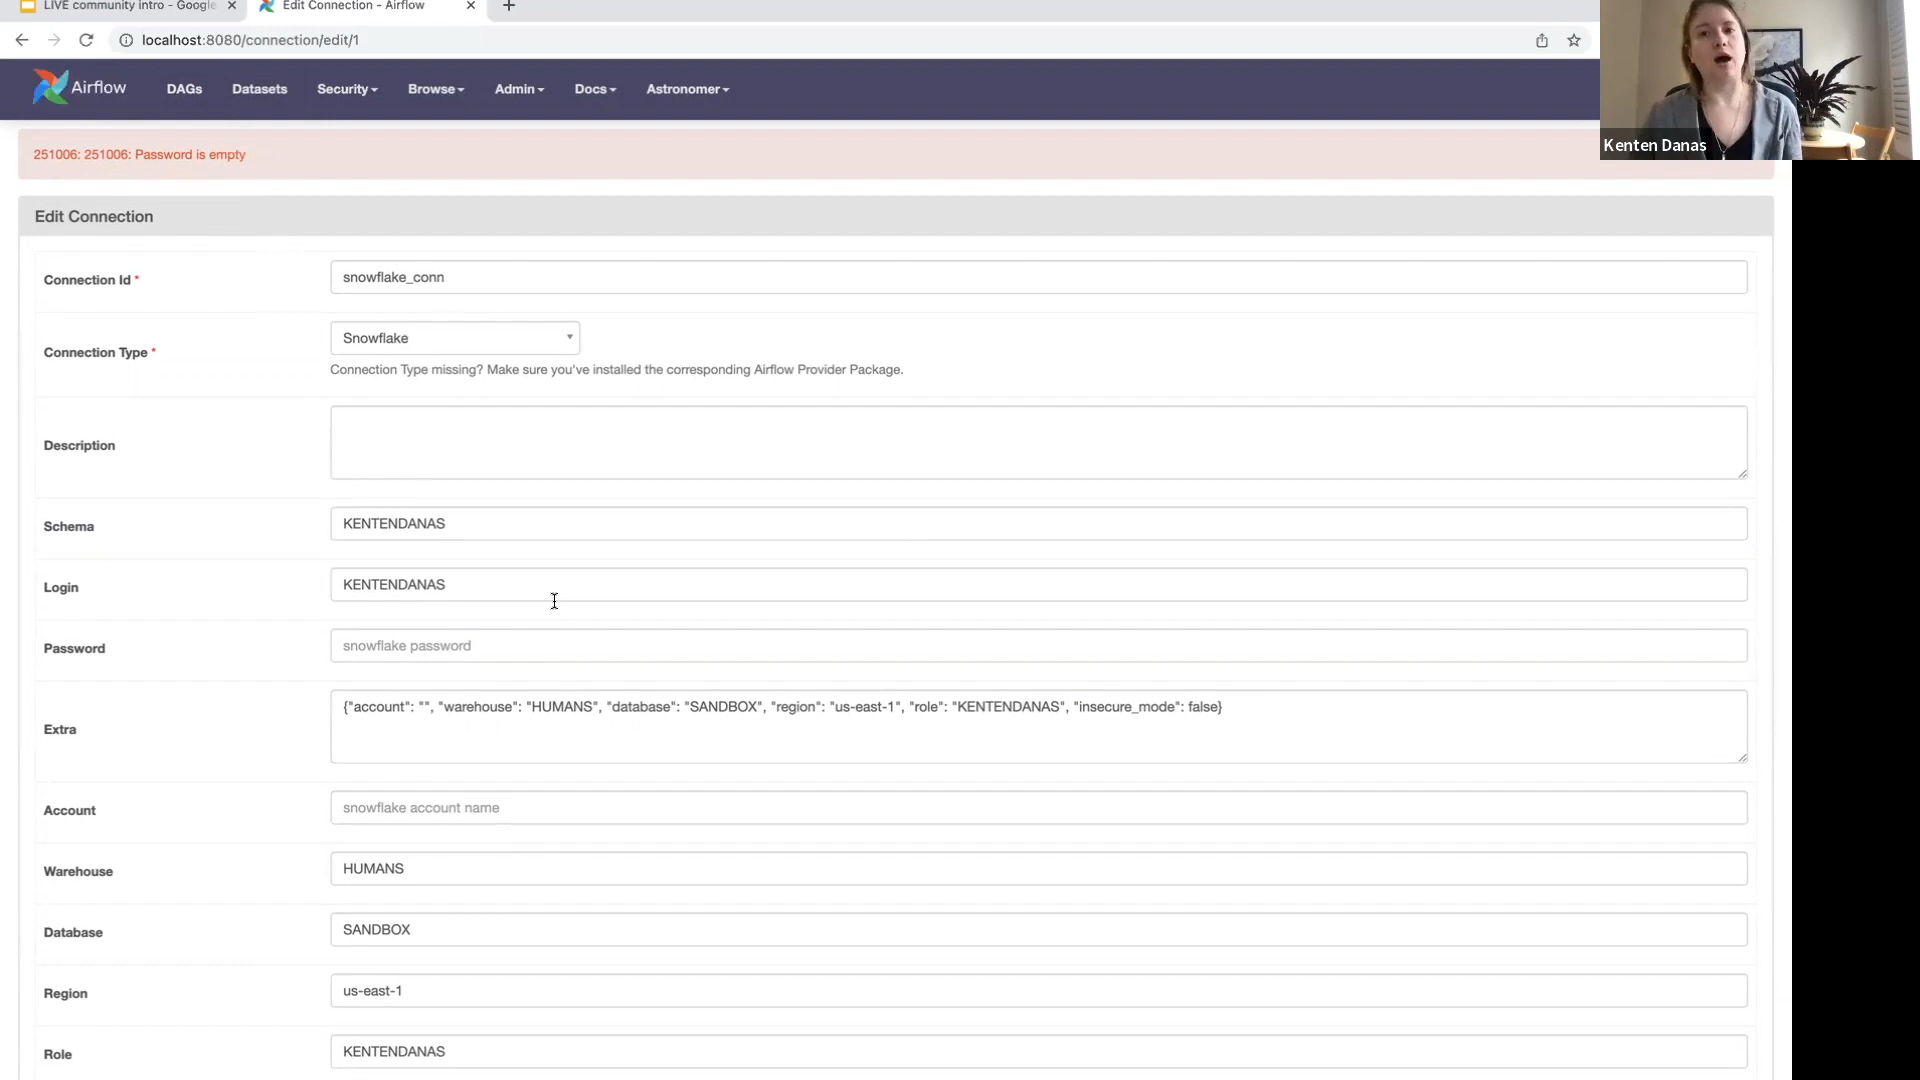 LIVE community intro - Google
Edit Connection - Airflow
localhost:8080/connection/edit/1
Airflow
DAGs
Datasets
Security
Browse
Admin
Docs
Astronomer
Kenten Danas
251006: 251006: Password is empty
Edit Connection
Connection Id *
snowflake_conn
Connection Type *
Snowflake
Connection Type missing? Make sure you've installed the corresponding Airflow Provider Package.
Description
Schema
KENTENDANAS
Login
KENTENDANAS
Password
snowflake password
Extra
{"account": "", "warehouse": "HUMANS", "database": "SANDBOX", "region": "us-east-1", "role": "KENTENDANAS", "insecure_mode": false}
Account
snowflake account name
Warehouse
HUMANS
Database
SANDBOX
Region
us-east-1
Role
KENTENDANAS